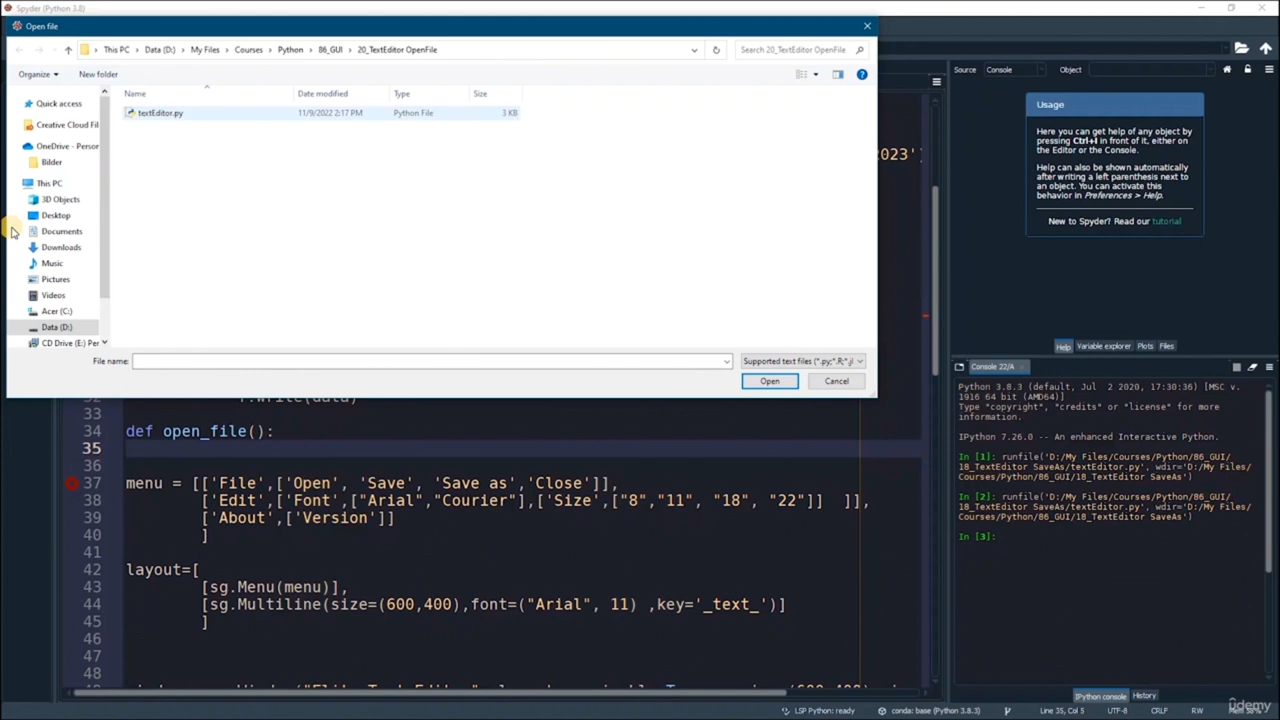 Spyder (Python 3.8)
Open file
This PC > Data (D:) > My Files > Courses > Python > 86_GUI > 20_TextEditor OpenFile
Search 20_TextEditor OpenFile
Organize
New folder
Name
Date modified
Type
Size
textEditor.py
11/9/2022 2:17 PM
Python File
3 KB
Quick access
Creative Cloud Fil
OneDrive - Person
Bilder
This PC
3D Objects
Desktop
Documents
Downloads
Music
Pictures
Videos
Acer (C:)
Data (D:)
CD Drive (E:) Per
File name:
Supported text files (*.py;*.R;*.jl
Open
Cancel
Source
Console
Object
Usage
Here you can get help of any object by
pressing Ctrl+I in front of it, either on
the Editor or the Console.
Help can also be shown automatically
after writing a left parenthesis next to
an object. You can activate this
behavior in Preferences > Help.
New to Spyder? Read our tutorial
Help
Variable explorer
Plots
Files
2023']
33
34 def open_file():
35
36
37 menu = [['File',['Open', 'Save', 'Save as','Close']],
38 ['Edit',['Font',["Arial","Courier"],['Size',["8","11", "18", "22"]] ]],
39 ['About',['Version']]
40 ]
41
42 layout=[
43 [sg.Menu(menu)],
44 [sg.Multiline(size=(600,400),font=("Arial", 11) ,key='_text_')]
45 ]
46
47
48
Console 22/A
Python 3.8.3 (default, Jul 2 2020, 17:30:36) [MSC v.
1916 64 bit (AMD64)]
Type "copyright", "credits" or "license" for more
information.
IPython 7.26.0 -- An enhanced Interactive Python.
In [1]: runfile('D:/My Files/Courses/Python/86_GUI/
18_TextEditor SaveAs/textEditor.py', wdir='D:/My Files/
Courses/Python/86_GUI/18_TextEditor SaveAs')
In [2]: runfile('D:/My Files/Courses/Python/86_GUI/
18_TextEditor SaveAs/textEditor.py', wdir='D:/My Files/
Courses/Python/86_GUI/18_TextEditor SaveAs')
In [3]:
IPython console
History
LSP Python: ready
conda: base (Python 3.8.3)
Line 35, Col 5
UTF-8
CRLF
RW
Mem
ûdemy